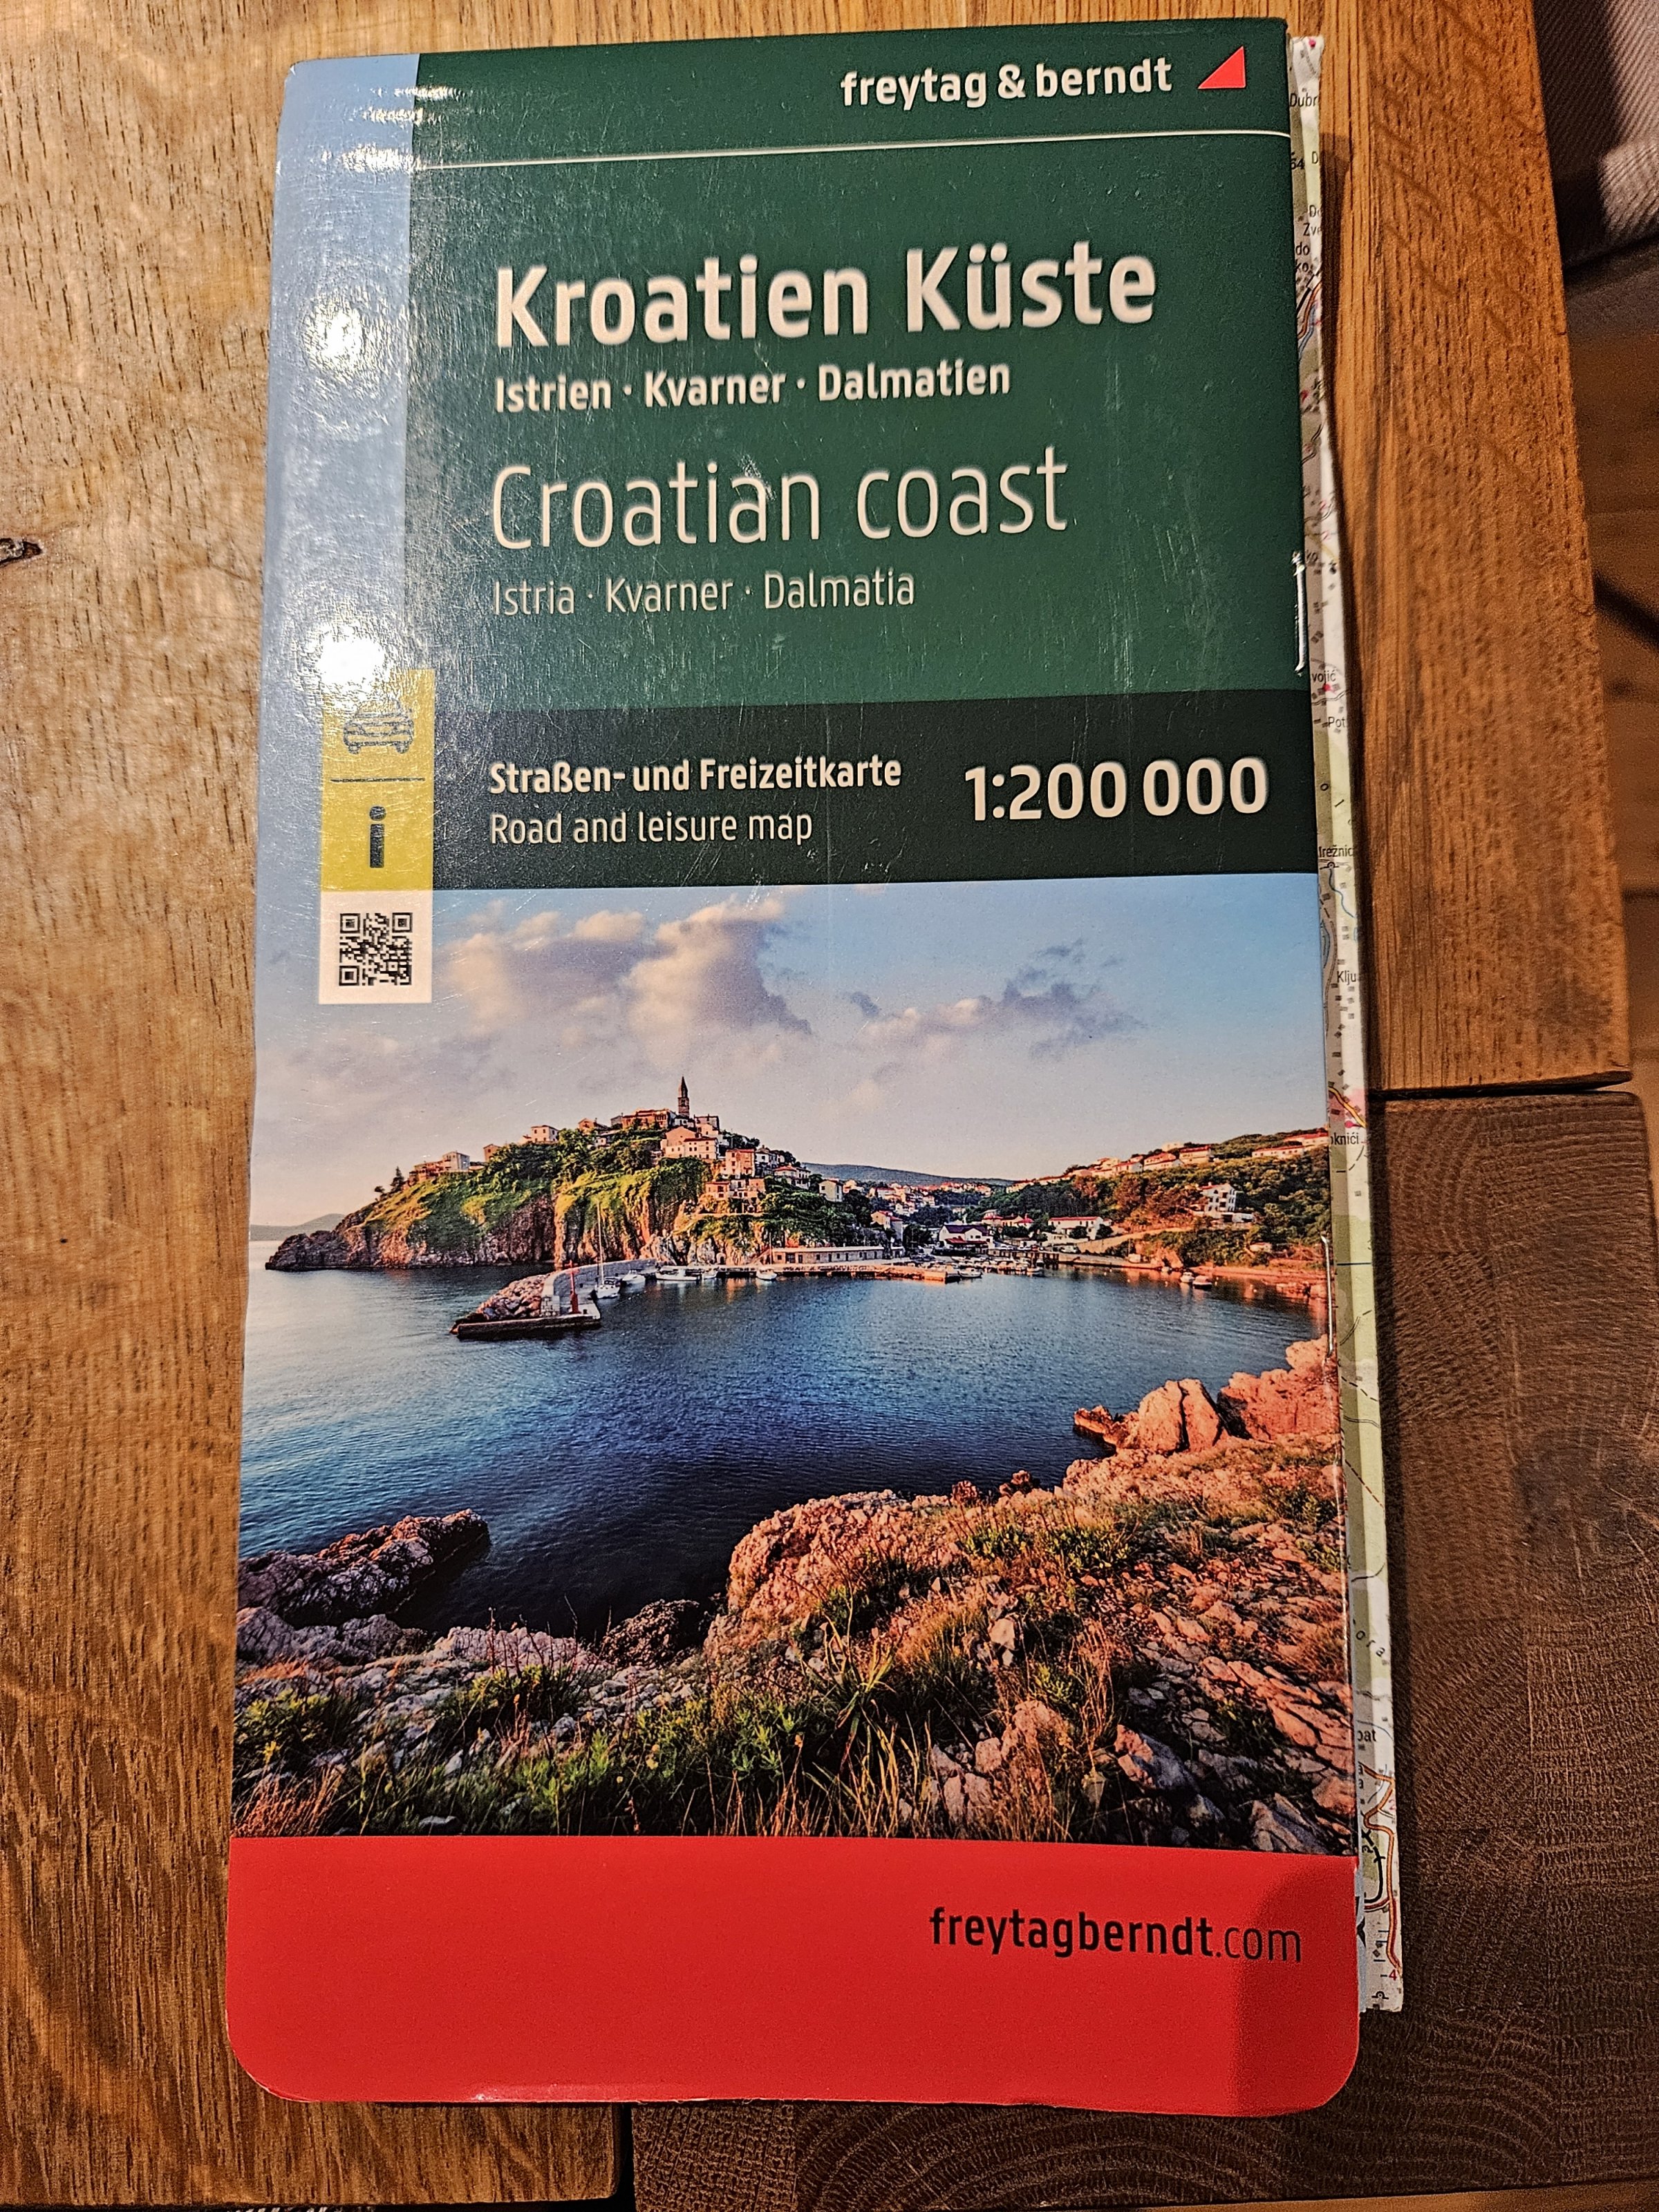 freytag & berndt
Kroatien Küste
Istrien · Kvarner · Dalmatien
Croatian coast
Istria · Kvarner · Dalmatia
Straßen- und Freizeitkarte
Road and leisure map
1:200 000
i
freytagberndt.com